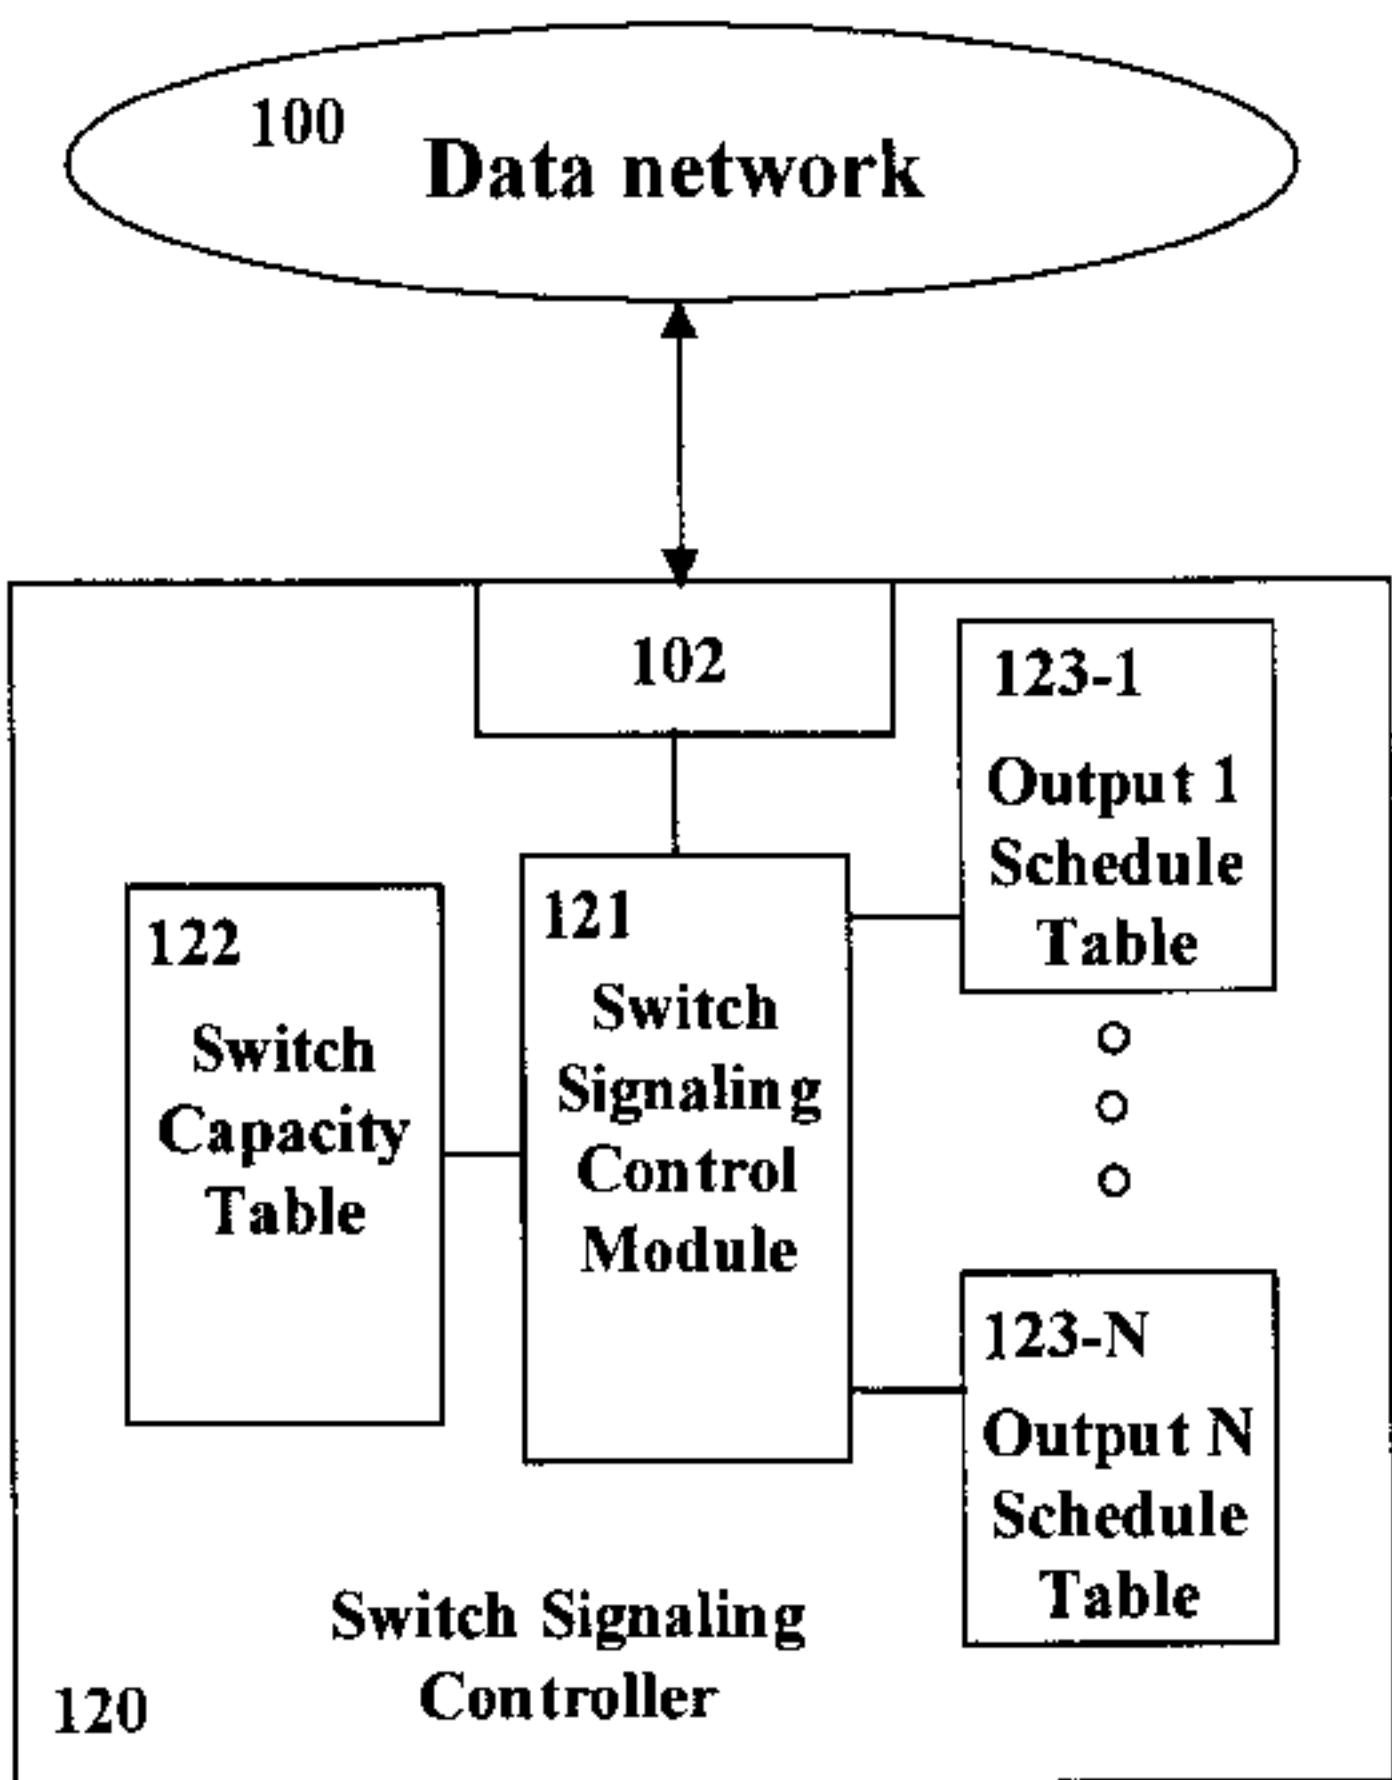 100
Data network
102
123-1
Output 1
Schedule
Table
122
Switch
Capacity
Table
121
Switch
Signaling
Control
Module
123-N
Output N
Schedule
Table
Switch Signaling
Controller
120